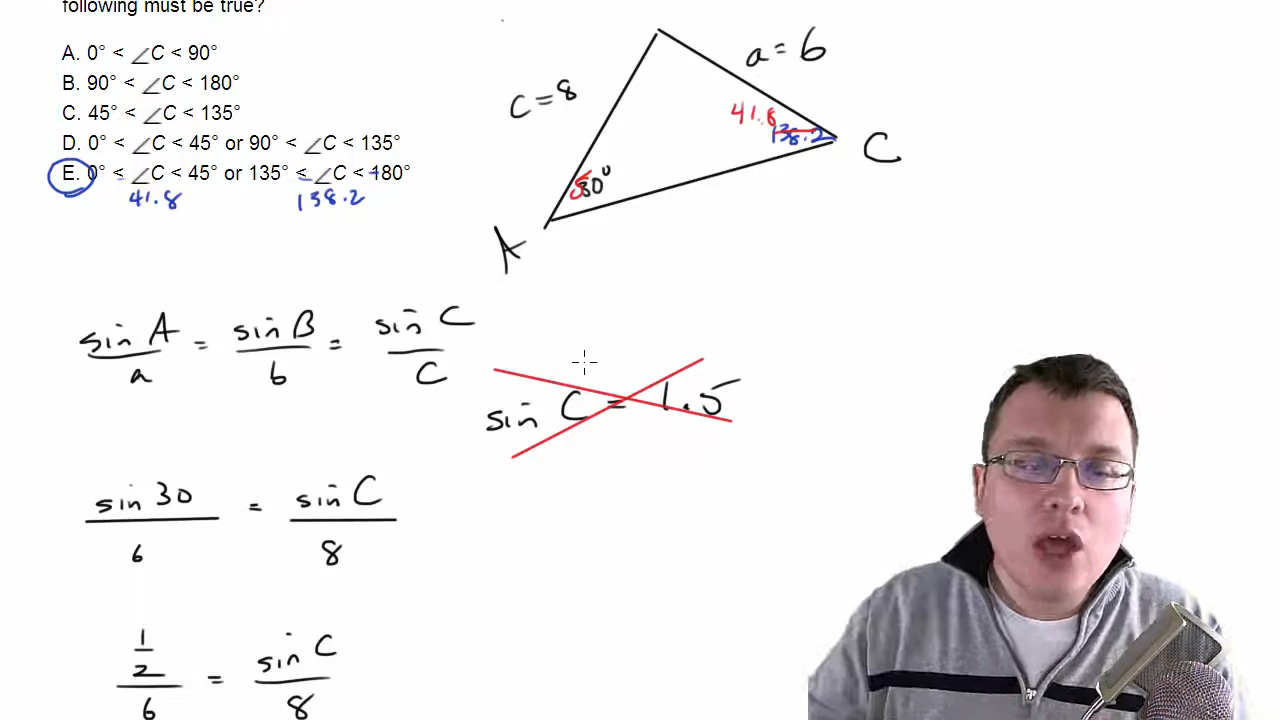 following must be true?
A. 0° < ∠C < 90°
B. 90° < ∠C < 180°
C. 45° < ∠C < 135°
D. 0° < ∠C < 45° or 90° < ∠C < 135°
E. 0° < ∠C < 45° or 135° < ∠C < 180°
41.8 138.2
a = 6
c = 8
41.8
138.2
C
30°
A
sin A / a = sin B / b = sin C / C
sin C = 1.5
sin 30 / 6 = sin C / 8
1/2 / 6 = sin C / 8